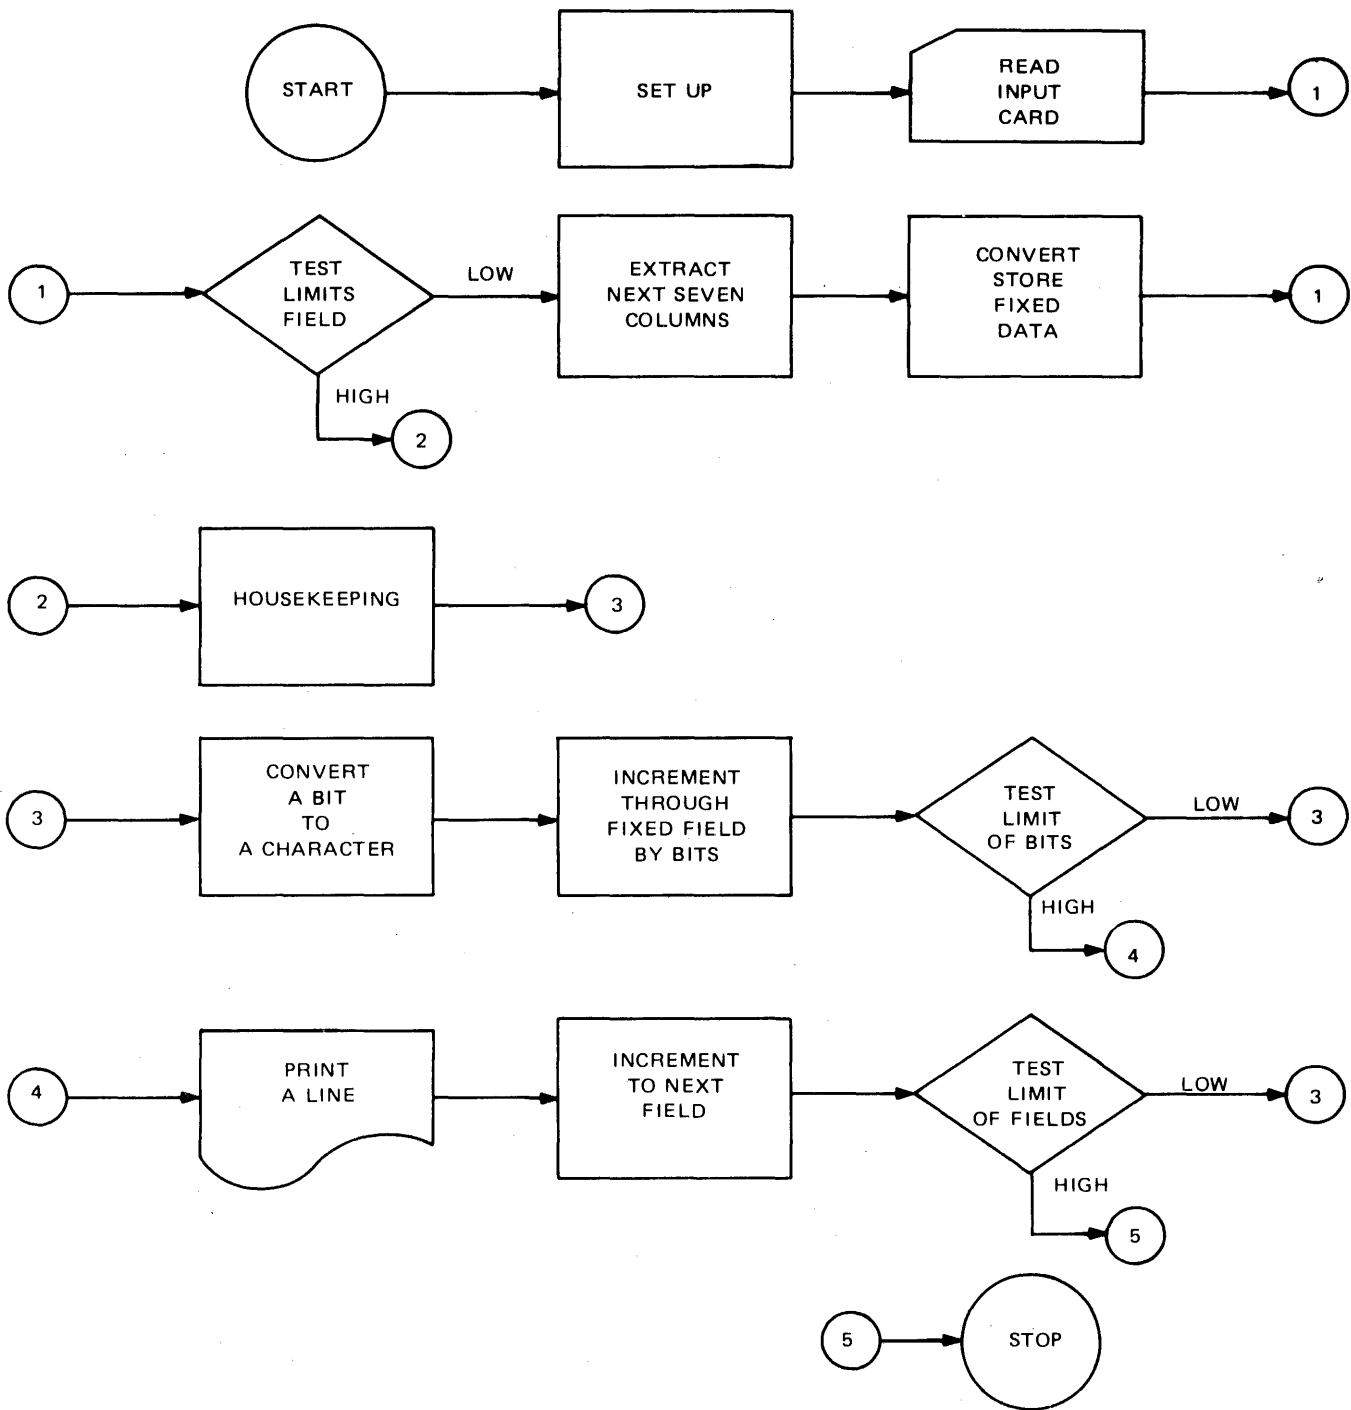 START
SET UP
READ
INPUT
CARD
1
1
TEST
LIMITS
FIELD
LOW
EXTRACT
NEXT SEVEN
COLUMNS
CONVERT
STORE
FIXED
DATA
1
HIGH
2
2
HOUSEKEEPING
3
3
CONVERT
A BIT
TO
A CHARACTER
INCREMENT
THROUGH
FIXED FIELD
BY BITS
TEST
LIMIT
OF BITS
LOW
3
HIGH
4
4
PRINT
A LINE
INCREMENT
TO NEXT
FIELD
TEST
LIMIT
OF FIELDS
LOW
3
HIGH
5
5
STOP